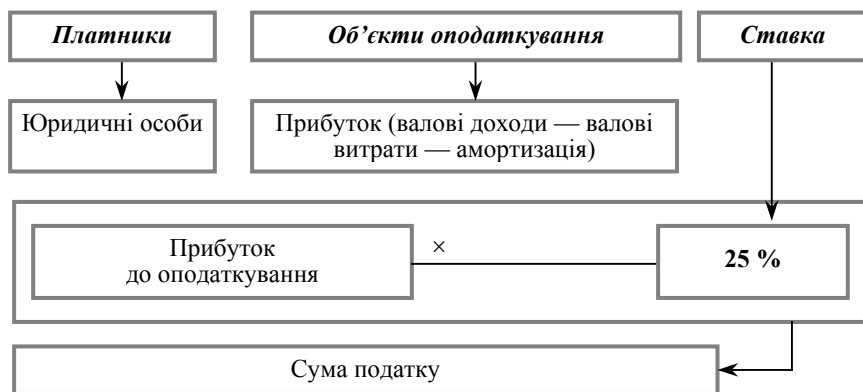 Платники
Об’єкти оподаткування
Ставка
Юридичні особи
Прибуток (валові доходи — валові
витрати — амортизація)
Прибуток
до оподаткування
×
25 %
Сума податку